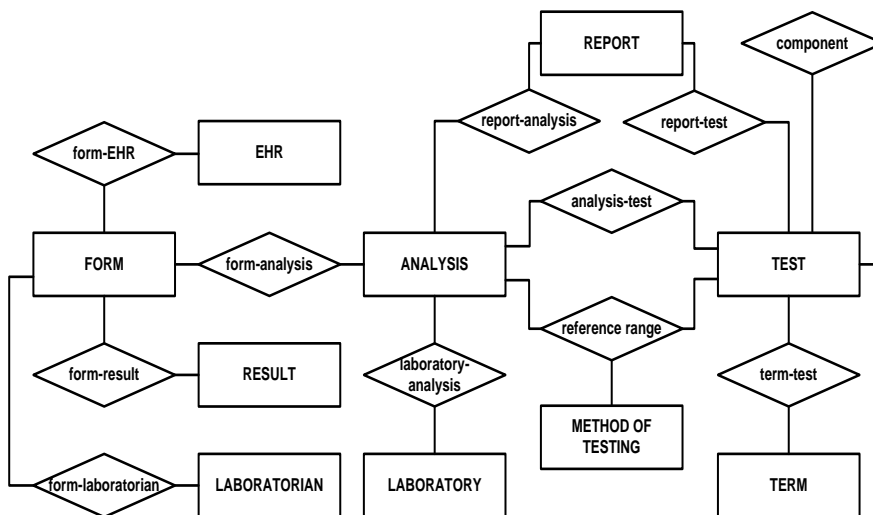 REPORT
component
report-analysis
report-test
form-EHR
EHR
analysis-test
FORM
form-analysis
ANALYSIS
TEST
reference range
form-result
RESULT
laboratory-
analysis
term-test
METHOD OF
TESTING
form-laboratorian
LABORATORIAN
LABORATORY
TERM